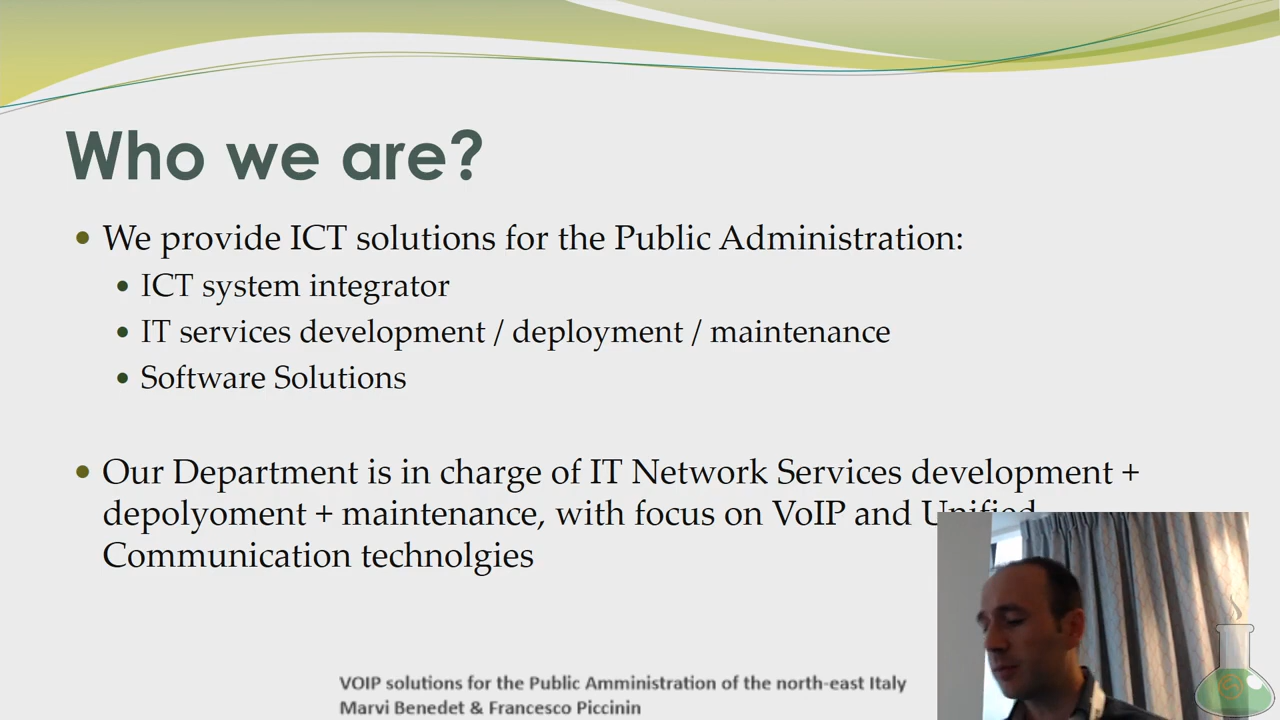 Who we are?
We provide ICT solutions for the Public Administration:
ICT system integrator
IT services development / deployment / maintenance
Software Solutions
Our Department is in charge of IT Network Services development +
depolyoment + maintenance, with focus on VoIP and Unified
Communication technolgies
VOIP solutions for the Public Amministration of the north-east Italy
Marvi Benedet & Francesco Piccinin